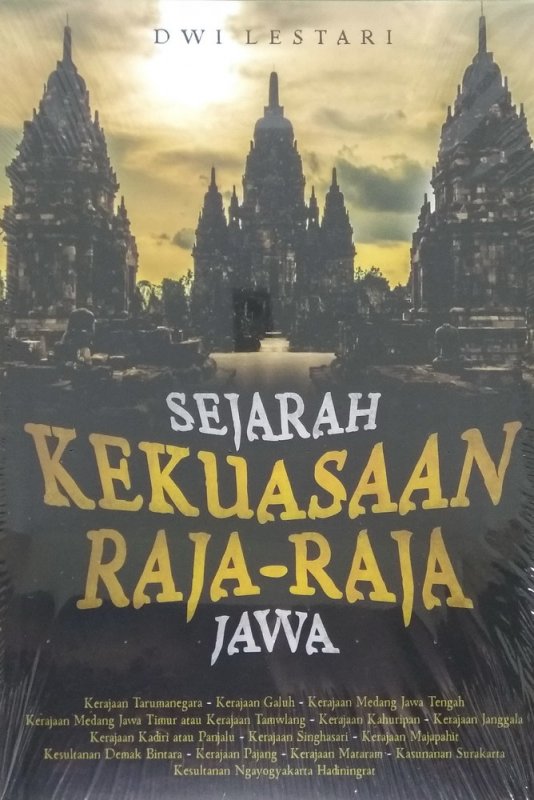 DWI LESTARI
SEJARAH
KEKUASAAN
RAJA-RAJA
JAWA
Kerajaan Tarumanegara - Kerajaan Galuh - Kerajaan Medang Jawa Tengah
Kerajaan Medang Jawa Timur atau Kerajaan Tamwlang - Kerajaan Kahuripan - Kerajaan Janggala
Kerajaan Kadiri atau Panjalu - Kerajaan Singhasari - Kerajaan Majapahit
Kesultanan Demak Bintara - Kerajaan Pajang - Kerajaan Mataram - Kasunanan Surakarta
Kesultanan Ngayogyakarta Hadiningrat